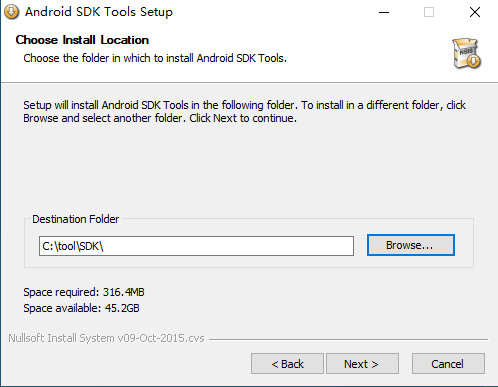 Android SDK Tools Setup
Choose Install Location
Choose the folder in which to install Android SDK Tools.
NSIS
Setup will install Android SDK Tools in the following folder. To install in a different folder, click
Browse and select another folder. Click Next to continue.
Destination Folder
C:\tool\SDK\
Browse...
Space required: 316.4MB
Space available: 45.2GB
Nullsoft Install System v09-Oct-2015.cvs
< Back
Next >
Cancel